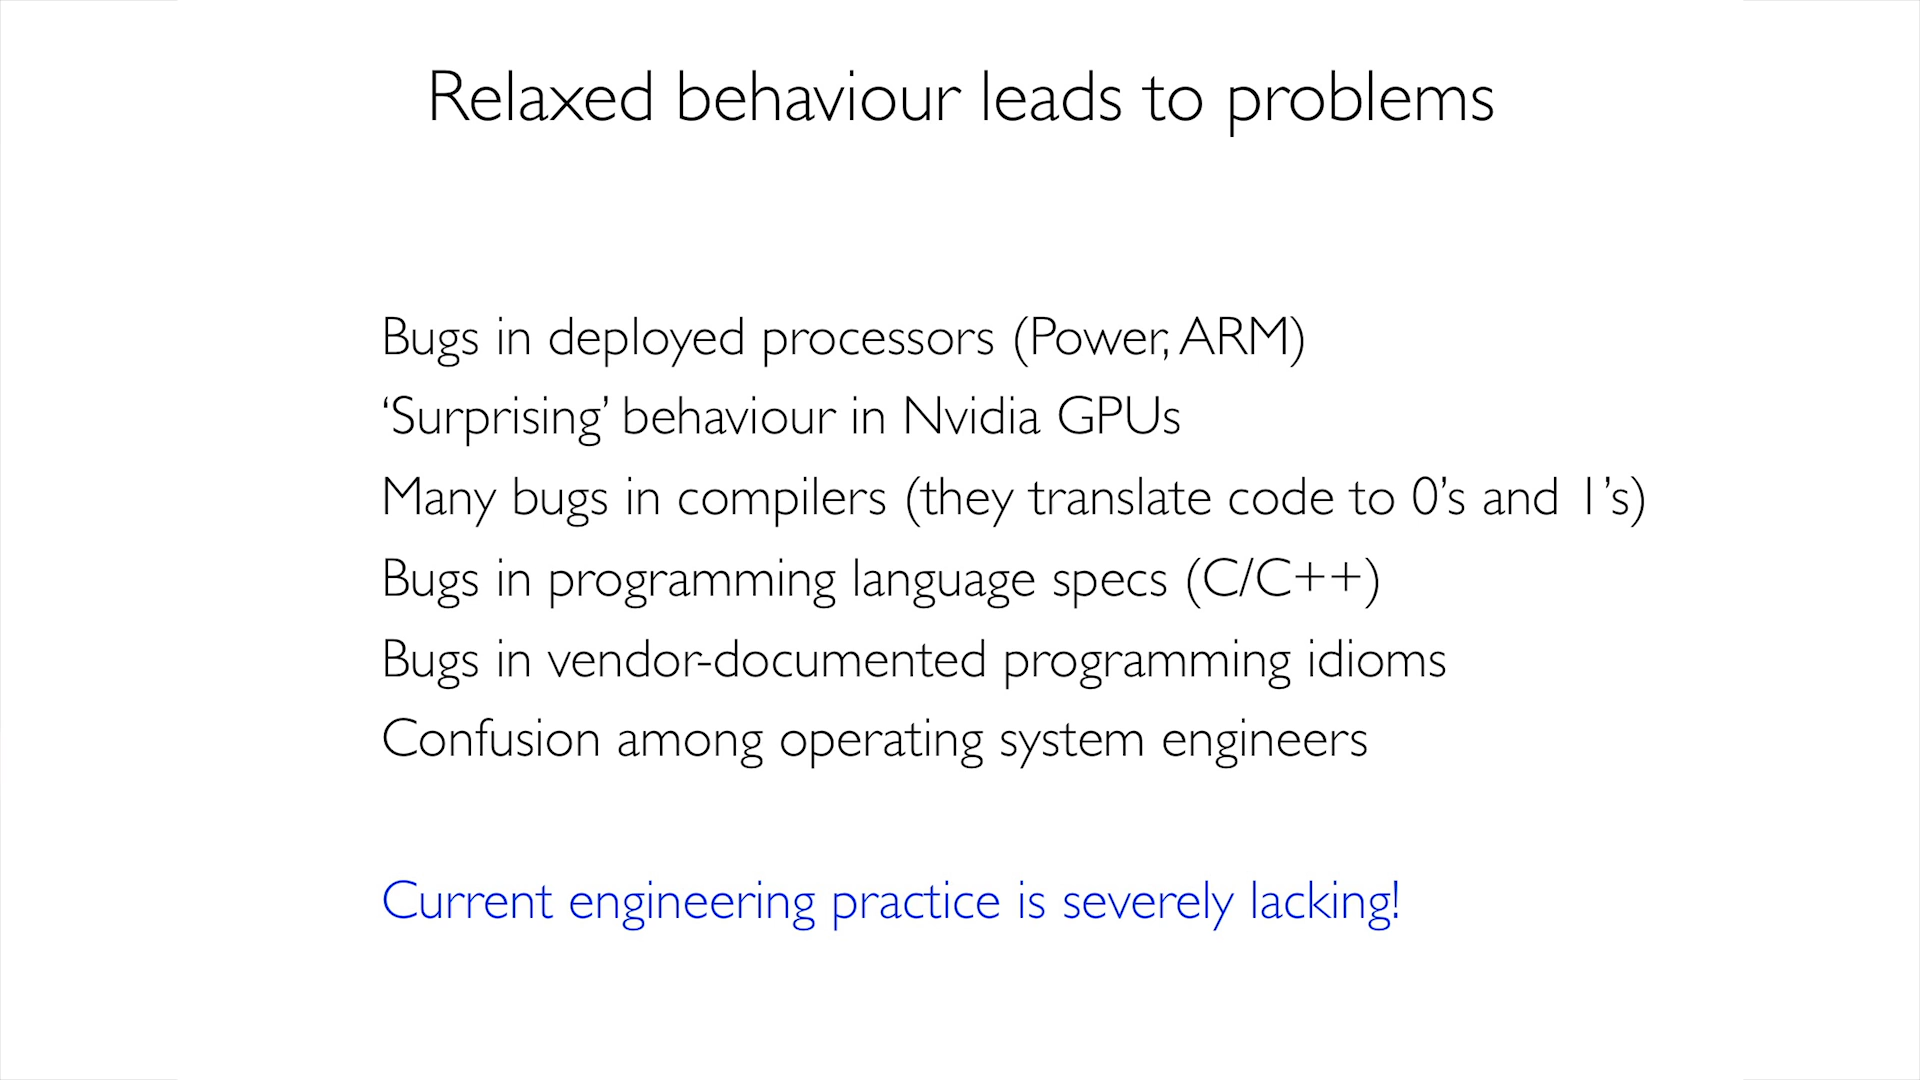 Relaxed behaviour leads to problems
Bugs in deployed processors (Power, ARM)
‘Surprising’ behaviour in Nvidia GPUs
Many bugs in compilers (they translate code to 0’s and 1’s)
Bugs in programming language specs (C/C++)
Bugs in vendor-documented programming idioms
Confusion among operating system engineers
Current engineering practice is severely lacking!